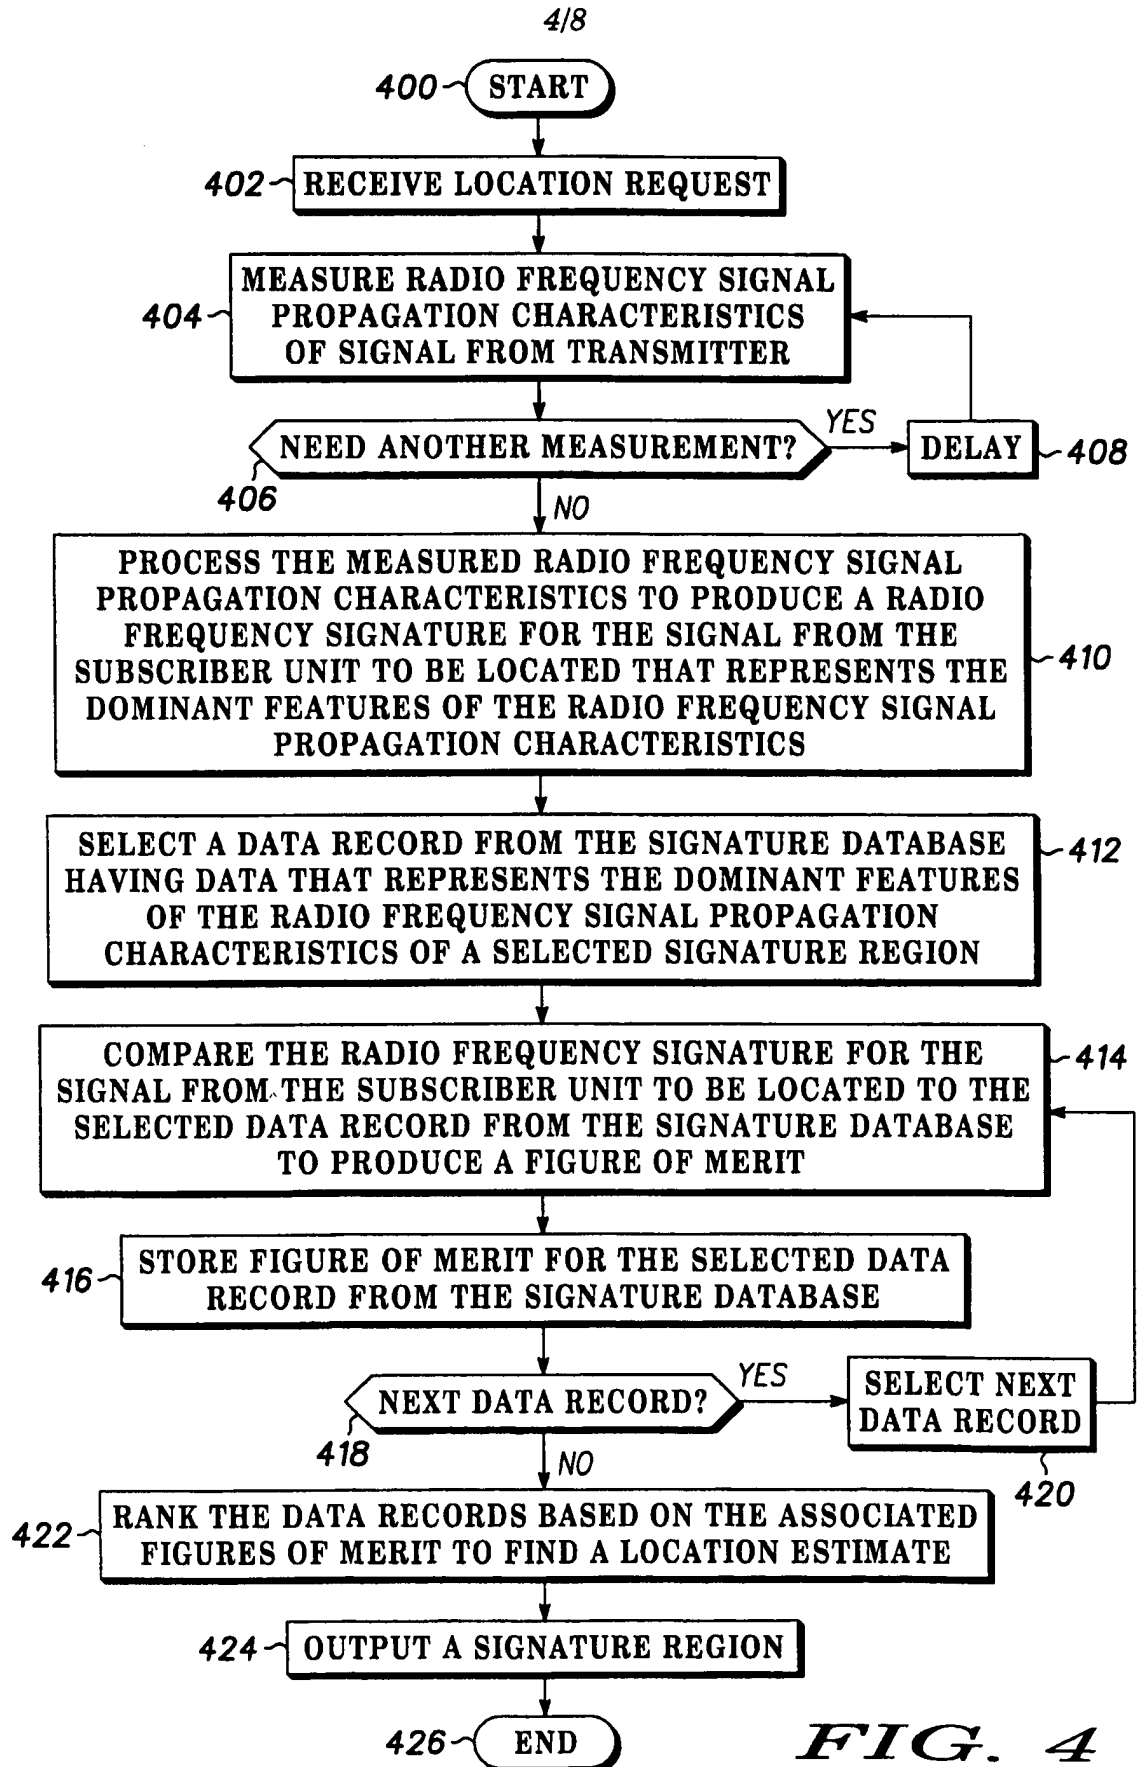 4/8
400 START
402 RECEIVE LOCATION REQUEST
MEASURE RADIO FREQUENCY SIGNAL
404 PROPAGATION CHARACTERISTICS
OF SIGNAL FROM TRANSMITTER
YES
NEED ANOTHER MEASUREMENT?
DELAY 408
406
NO
PROCESS THE MEASURED RADIO FREQUENCY SIGNAL
PROPAGATION CHARACTERISTICS TO PRODUCE A RADIO
FREQUENCY SIGNATURE FOR THE SIGNAL FROM THE
SUBSCRIBER UNIT TO BE LOCATED THAT REPRESENTS THE 410
DOMINANT FEATURES OF THE RADIO FREQUENCY SIGNAL
PROPAGATION CHARACTERISTICS
SELECT A DATA RECORD FROM THE SIGNATURE DATABASE 412
HAVING DATA THAT REPRESENTS THE DOMINANT FEATURES
OF THE RADIO FREQUENCY SIGNAL PROPAGATION
CHARACTERISTICS OF A SELECTED SIGNATURE REGION
COMPARE THE RADIO FREQUENCY SIGNATURE FOR THE 414
SIGNAL FROM THE SUBSCRIBER UNIT TO BE LOCATED TO THE
SELECTED DATA RECORD FROM THE SIGNATURE DATABASE
TO PRODUCE A FIGURE OF MERIT
416 STORE FIGURE OF MERIT FOR THE SELECTED DATA
RECORD FROM THE SIGNATURE DATABASE
YES
NEXT DATA RECORD?
SELECT NEXT
DATA RECORD
418
NO
420
422 RANK THE DATA RECORDS BASED ON THE ASSOCIATED
FIGURES OF MERIT TO FIND A LOCATION ESTIMATE
424 OUTPUT A SIGNATURE REGION
426 END
FIG. 4